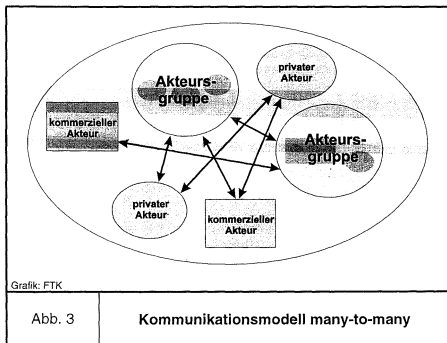 Akteurs-
gruppe
privater
Akteur
kommerzieller
Akteur
Akteurs-
gruppe
privater
Akteur
kommerzieller
Akteur
Grafik: FTK
Abb. 3
Kommunikationsmodell many-to-many